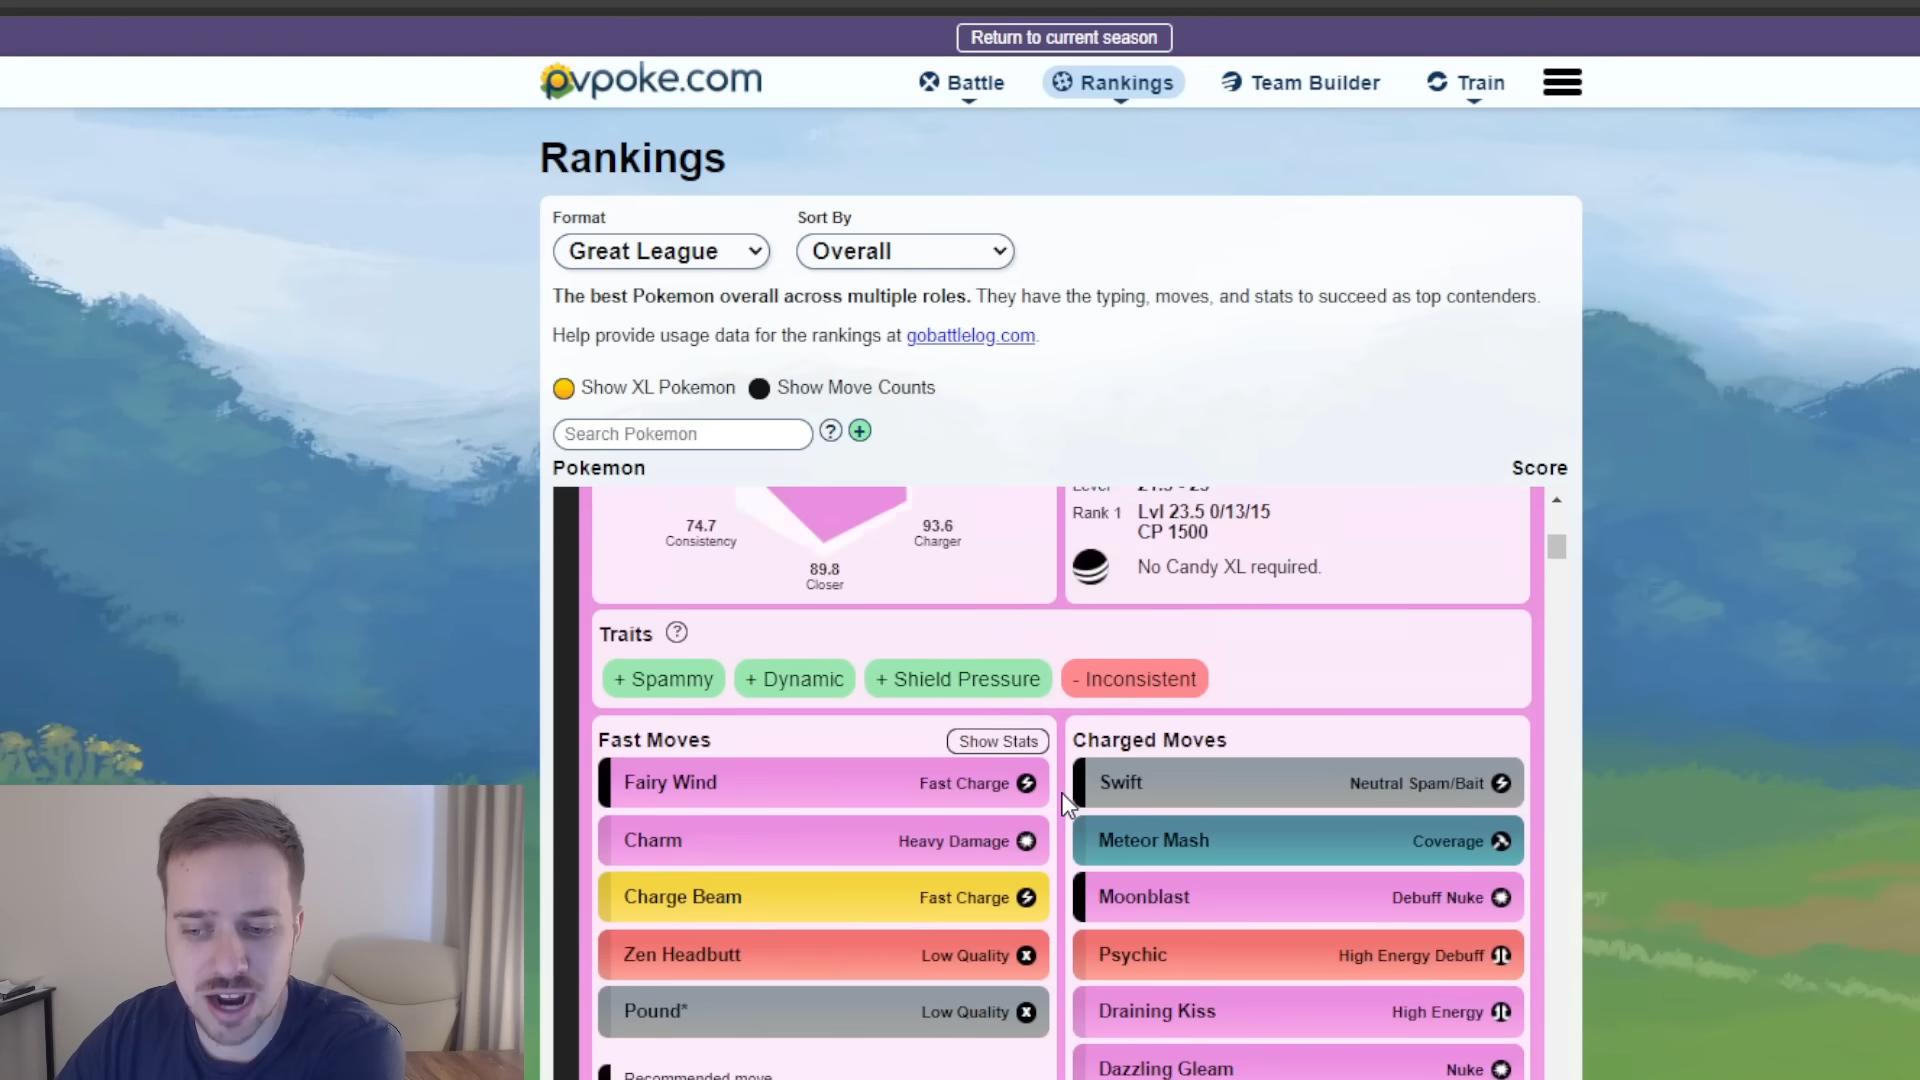 Return to current season
pvpoke.com
Battle
Rankings
Team Builder
Train
Rankings
Format
Sort By
Great League
Overall
The best Pokemon overall across multiple roles. They have the typing, moves, and stats to succeed as top contenders.
Help provide usage data for the rankings at gobattlelog.com.
Show XL Pokemon
Show Move Counts
Search Pokemon
? +
Pokemon
Score
74.7
Consistency
93.6
Charger
89.8
Closer
Rank 1
Lvl 23.5 0/13/15
CP 1500
No Candy XL required.
Traits ?
+ Spammy
+ Dynamic
+ Shield Pressure
- Inconsistent
Fast Moves
Show Stats
Fairy Wind
Fast Charge
Charm
Heavy Damage
Charge Beam
Fast Charge
Zen Headbutt
Low Quality
Pound*
Low Quality
Recommended move
Charged Moves
Swift
Neutral Spam/Bait
Meteor Mash
Coverage
Moonblast
Debuff Nuke
Psychic
High Energy Debuff
Draining Kiss
High Energy
Dazzling Gleam
Nuke